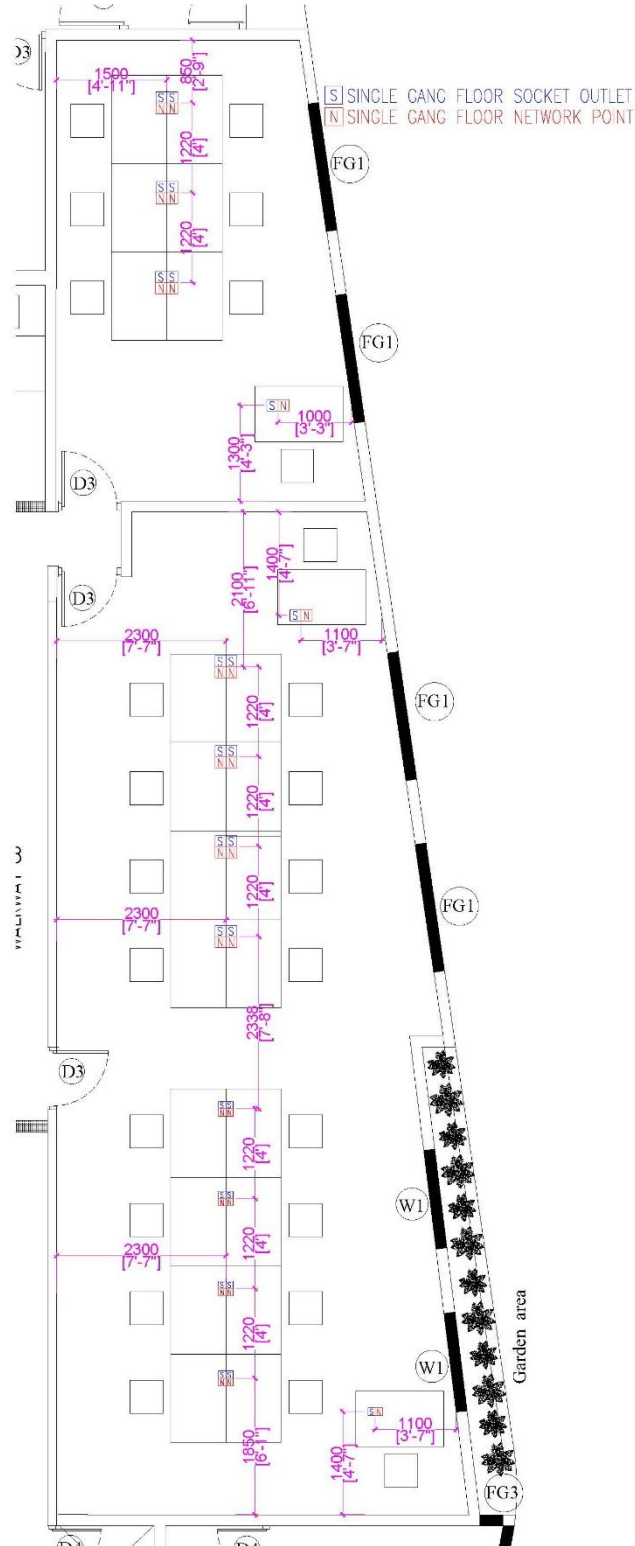 D3
1500
[4'-11"]
850
[2'-9"]
S SINGLE GANG FLOOR SOCKET OUTLET
N SINGLE GANG FLOOR NETWORK POINT
S S
N N
1220
[4']
FG1
S S
N N
1220
[4']
S S
N N
FG1
S N
1000
[3'-3"]
1300
[4'-3"]
D3
1400
[4'-7"]
2100
[6'-11"]
D3
S N
1100
[3'-7"]
2300
[7'-7"]
S S
N N
1220
[4']
FG1
S S
N N
1220
[4']
S S
N N
1220
[4']
FG1
2300
[7'-7"]
S S
N N
2338
[7'-8"]
D3
S S
N N
1220
[4']
W1
S S
N N
1220
[4']
2300
[7'-7"]
S S
N N
1220
[4']
Garden area
W1
S S
N N
S N
1100
[3'-7"]
1850
[6'-1"]
1400
[4'-7"]
FG3